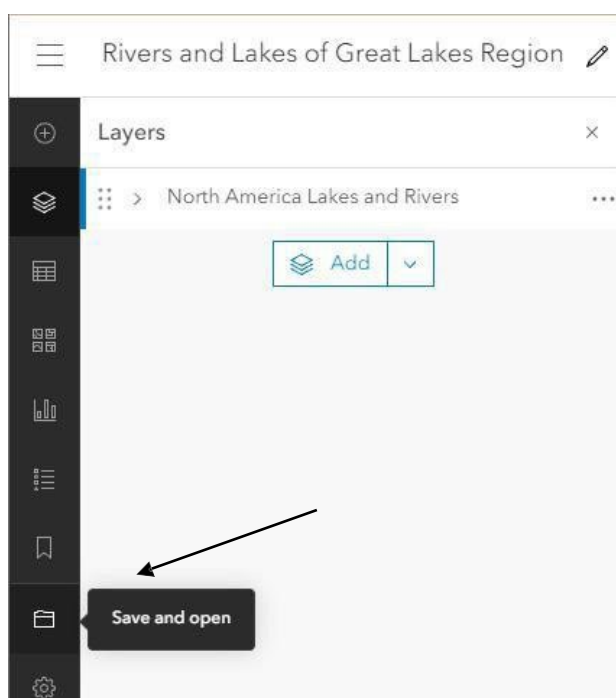 Rivers and Lakes of Great Lakes Region
Layers
North America Lakes and Rivers
Add
Save and open